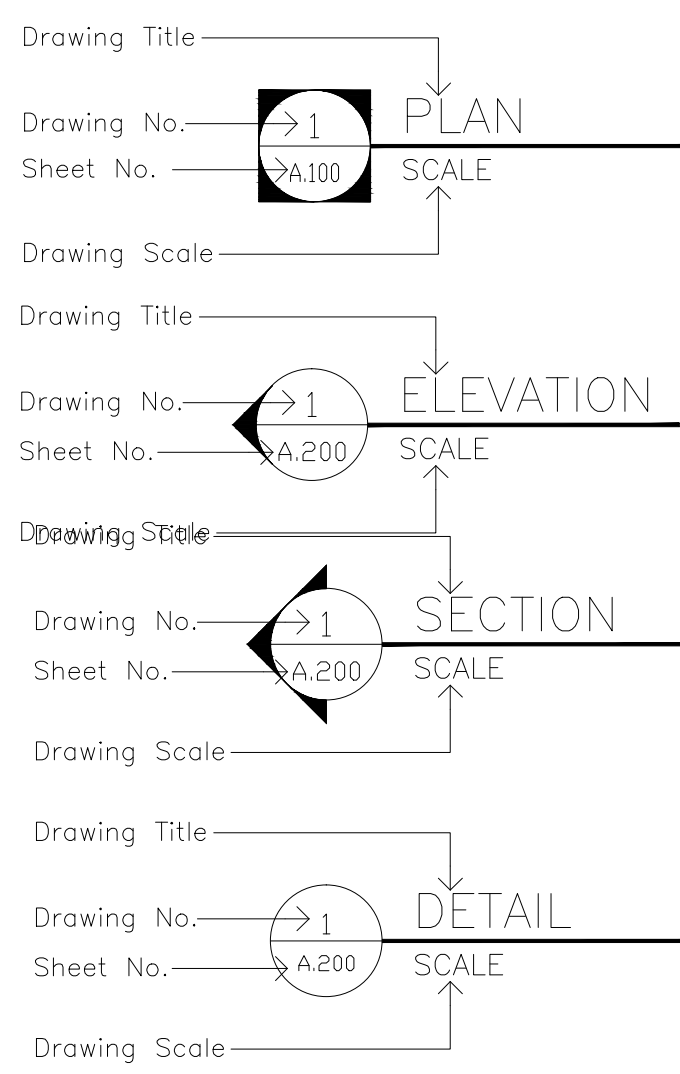 Drawing Title
PLAN
Drawing No.
1
Sheet No.
A.100
SCALE
Drawing Scale
Drawing Title
ELEVATION
Drawing No.
1
Sheet No.
A.200
SCALE
Drawing Scale
Drawing Title
SECTION
Drawing No.
1
Sheet No.
A.200
SCALE
Drawing Scale
Drawing Title
DETAIL
Drawing No.
1
Sheet No.
A.200
SCALE
Drawing Scale